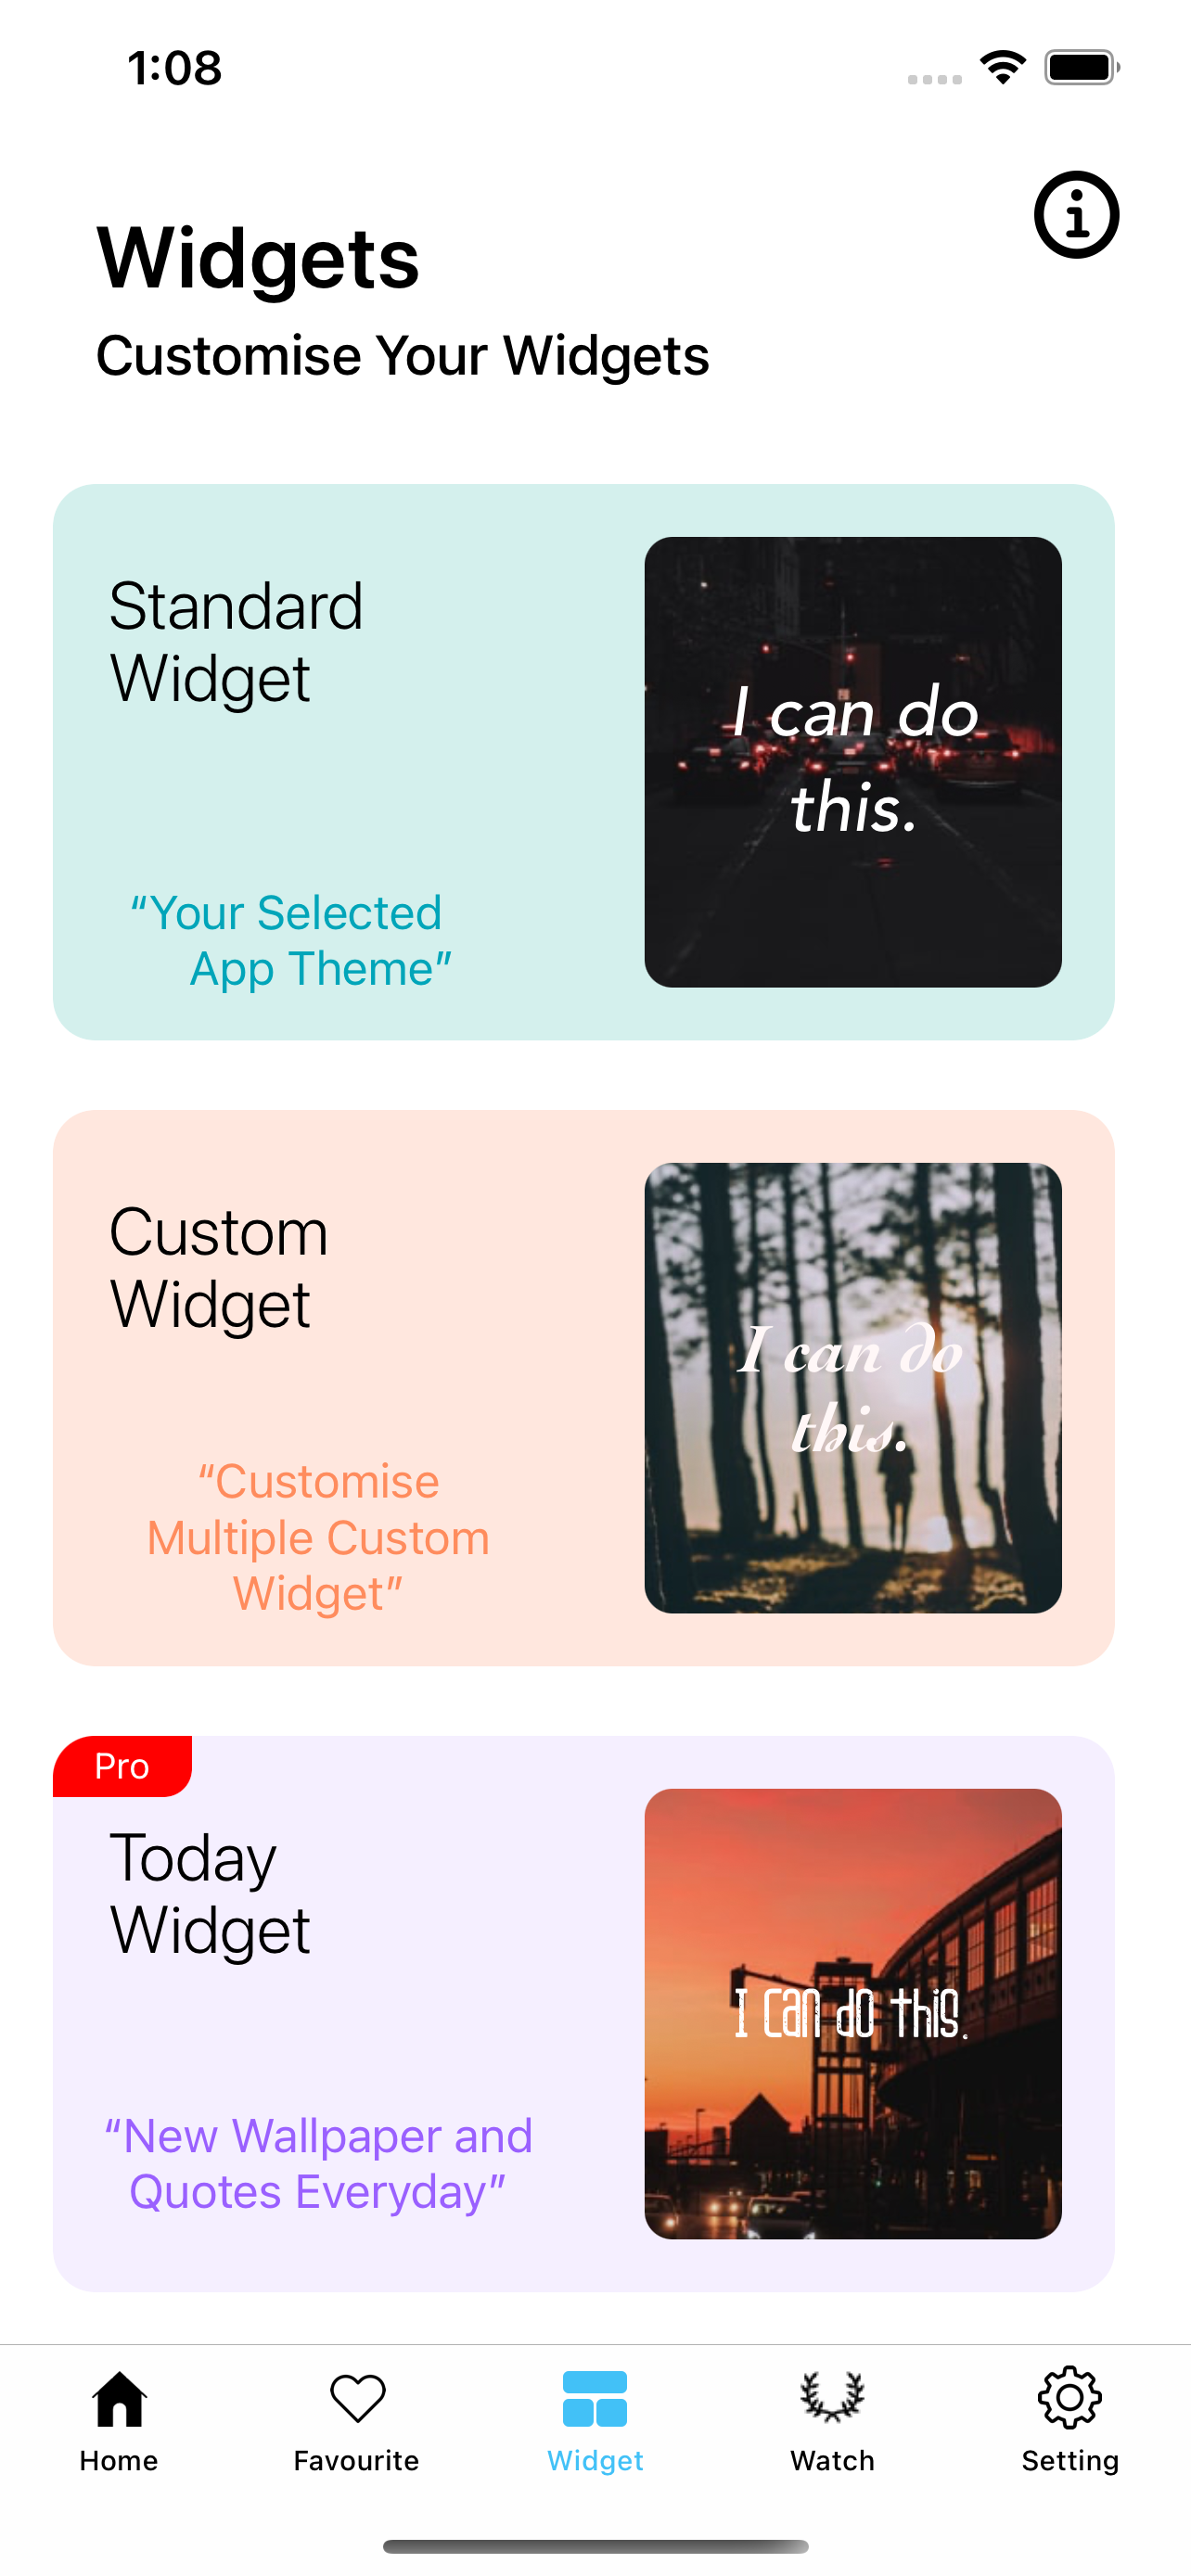 1:08
Widgets
Customise Your Widgets
Standard
Widget
“Your Selected
App Theme”
I can do
this.
Custom
Widget
“Customise
Multiple Custom
Widget”
I can do
this.
Pro
Today
Widget
“New Wallpaper and
Quotes Everyday”
I can do this.
Home
Favourite
Widget
Watch
Setting